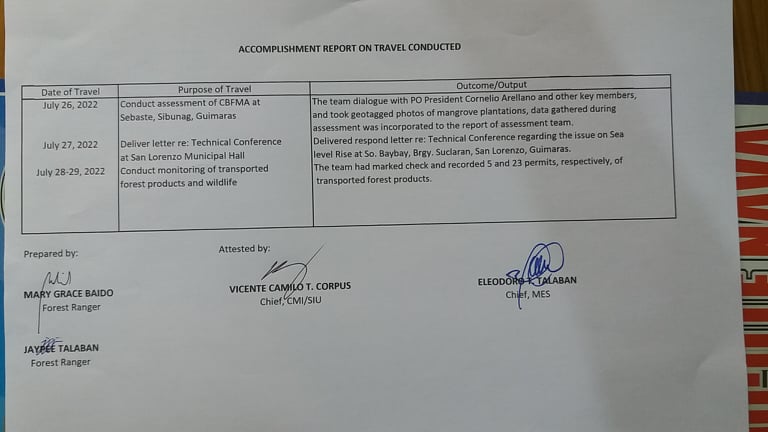 ACCOMPLISHMENT REPORT ON TRAVEL CONDUCTED
Date of Travel
Purpose of Travel
Outcome/Output
July 26, 2022
Conduct assessment of CBFMA at
Sebaste, Sibunag, Guimaras
The team dialogue with PO President Cornelio Arellano and other key members,
and took geotagged photos of mangrove plantations, data gathered during
assessment was incorporated to the report of assessment team.
July 27, 2022
Deliver letter re: Technical Conference
at San Lorenzo Municipal Hall
Delivered respond letter re: Technical Conference regarding the issue on Sea
level Rise at So. Baybay, Brgy. Suclaran, San Lorenzo, Guimaras.
July 28-29, 2022
Conduct monitoring of transported
forest products and wildlife
The team had marked check and recorded 5 and 23 permits, respectively, of
transported forest products.
Prepared by:
Attested by:
MARY GRACE BAIDO
Forest Ranger
VICENTE CAMILO T. CORPUS
Chief, CMI/SIU
ELEODORO T. TALABAN
Chief, MES
JAYPEE TALABAN
Forest Ranger